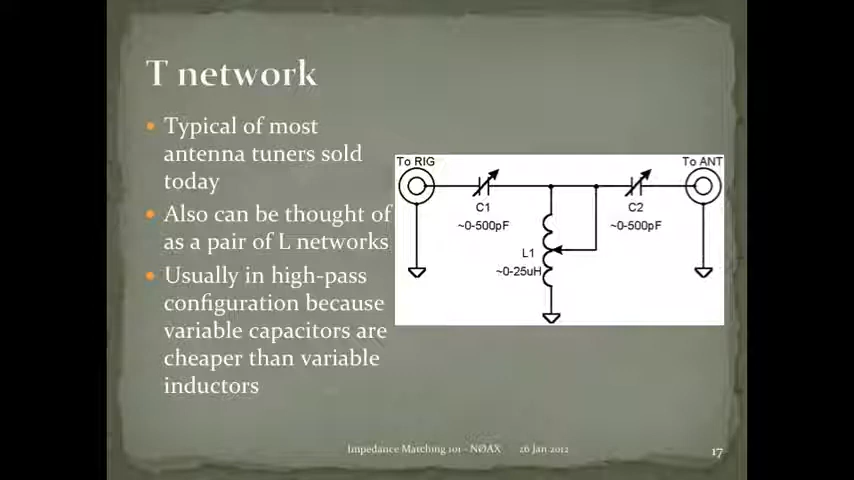 T network
Typical of most
antenna tuners sold
today
Also can be thought of
as a pair of L networks
Usually in high-pass
configuration because
variable capacitors are
cheaper than variable
inductors
To RIG
To ANT
C1
~0-500pF
C2
~0-500pF
L1
~0-25uH
Impedance Matching 101 - NØAX 26 Jan 2012
17